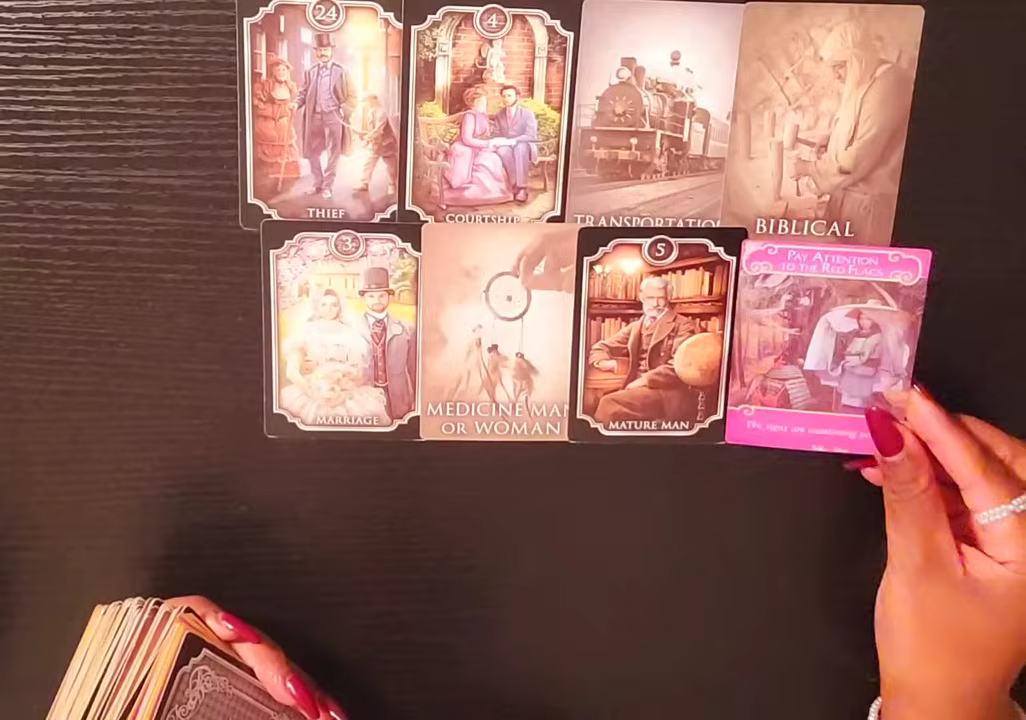 24
THIEF
4
COURTSHIP
TRANSPORTATIO
BIBLICAL
3
MARRIAGE
MEDICINE MAN
OR WOMAN
5
MATURE MAN
PAY ATTENTION
TO THE RED FLAGS
The signs are